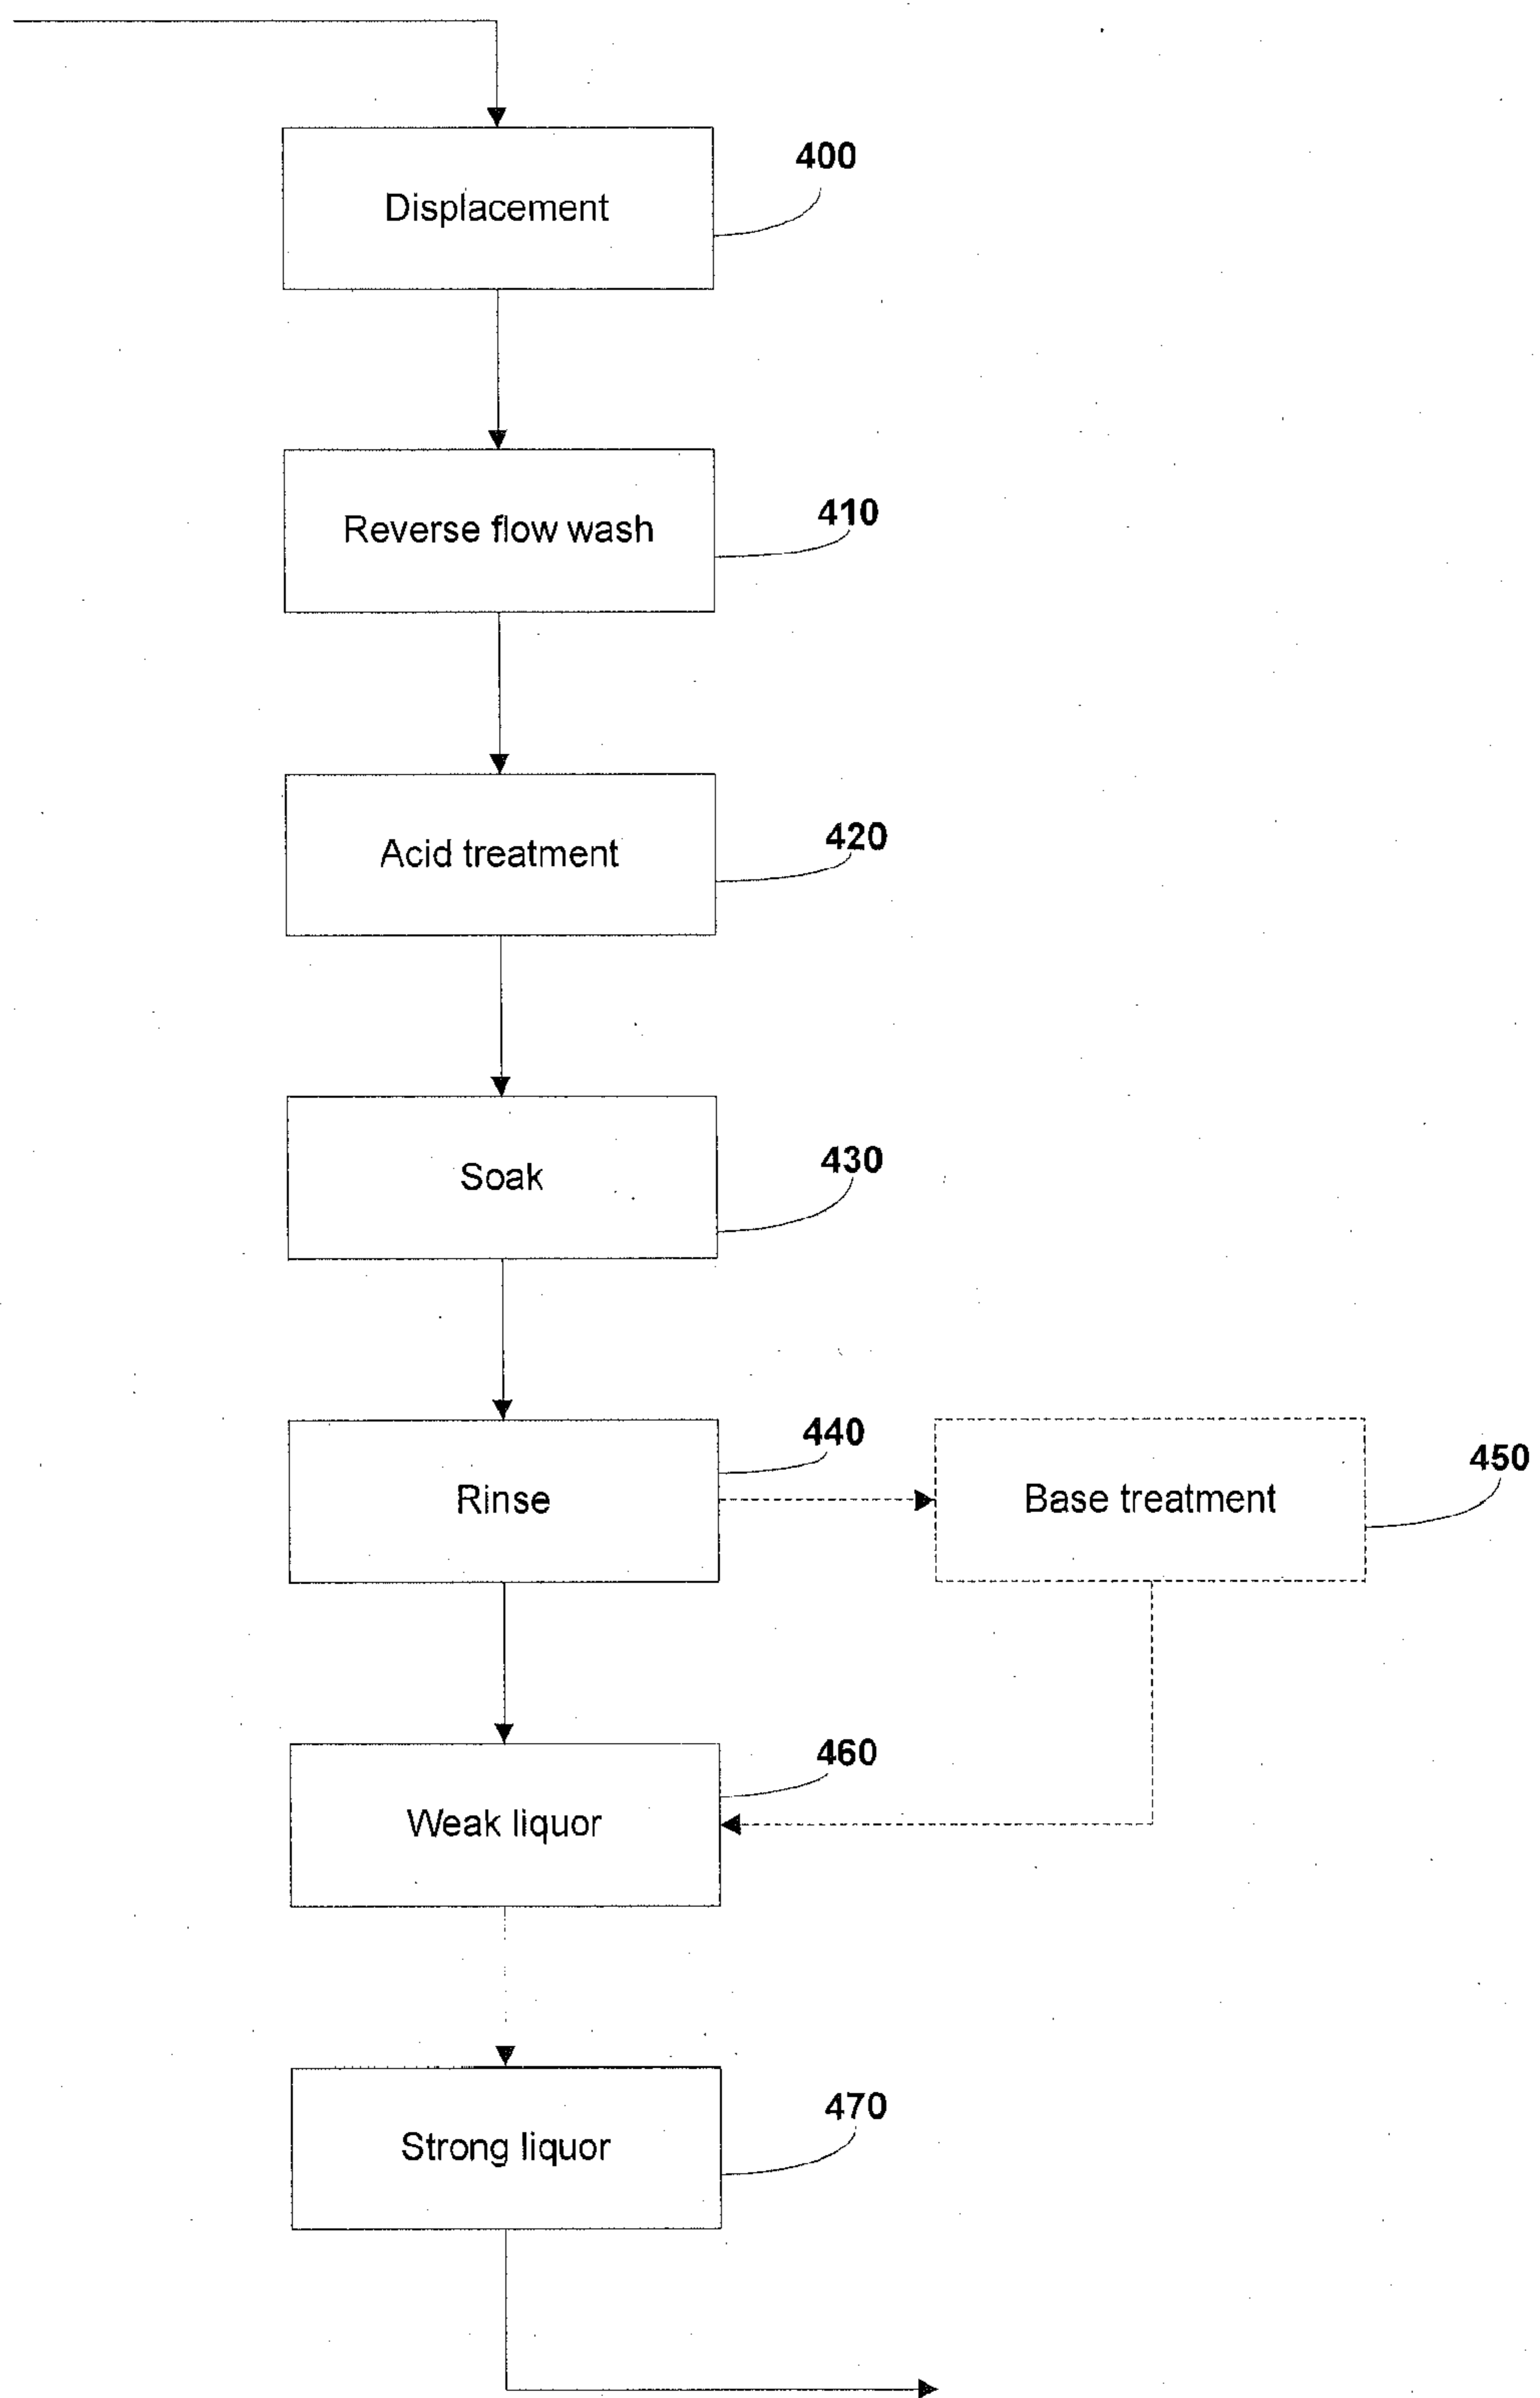 400
Displacement
410
Reverse flow wash
420
Acid treatment
430
Soak
440
Rinse
450
Base treatment
460
Weak liquor
470
Strong liquor